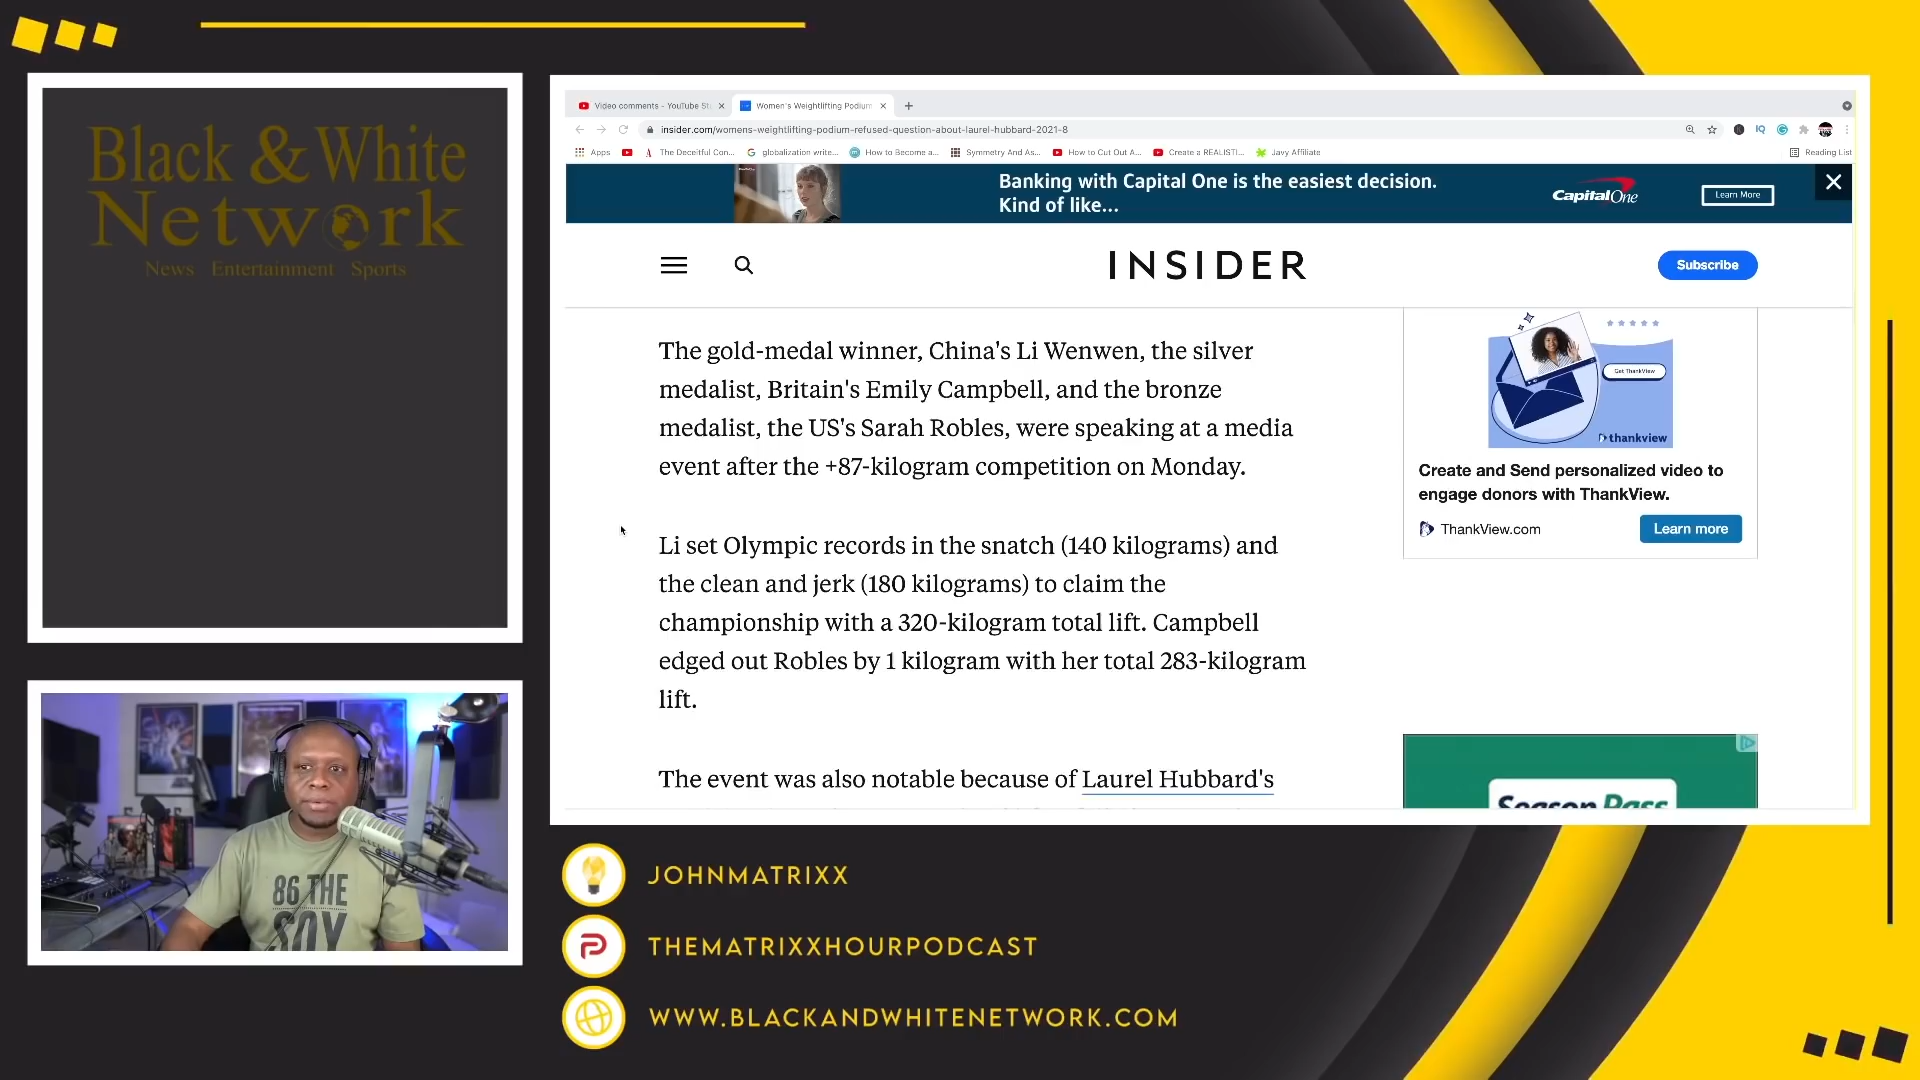 Black & White
Network
News Entertainment Sports
Video comments - YouTube St
Women's Weightlifting Podium
insider.com/womens-weightlifting-podium-refused-question-about-laurel-hubbard-2021-8
Apps
The Deceitful Con...
globalization write...
How to Become a...
Symmetry And As...
How to Cut Out A...
Create a REALISTI...
Javy Affiliate
Reading List
Banking with Capital One is the easiest decision.
Kind of like...
Capital One
Learn More
INSIDER
Subscribe
The gold-medal winner, China's Li Wenwen, the silver
medalist, Britain's Emily Campbell, and the bronze
medalist, the US's Sarah Robles, were speaking at a media
event after the +87-kilogram competition on Monday.
Li set Olympic records in the snatch (140 kilograms) and
the clean and jerk (180 kilograms) to claim the
championship with a 320-kilogram total lift. Campbell
edged out Robles by 1 kilogram with her total 283-kilogram
lift.
The event was also notable because of Laurel Hubbard's
Get ThankView
thankview
Create and Send personalized video to
engage donors with ThankView.
ThankView.com
Learn more
Season Pass
86 THE
SOY
JOHNMATRIXX
THEMATRIXXHOURPODCAST
WWW.BLACKANDWHITENETWORK.COM